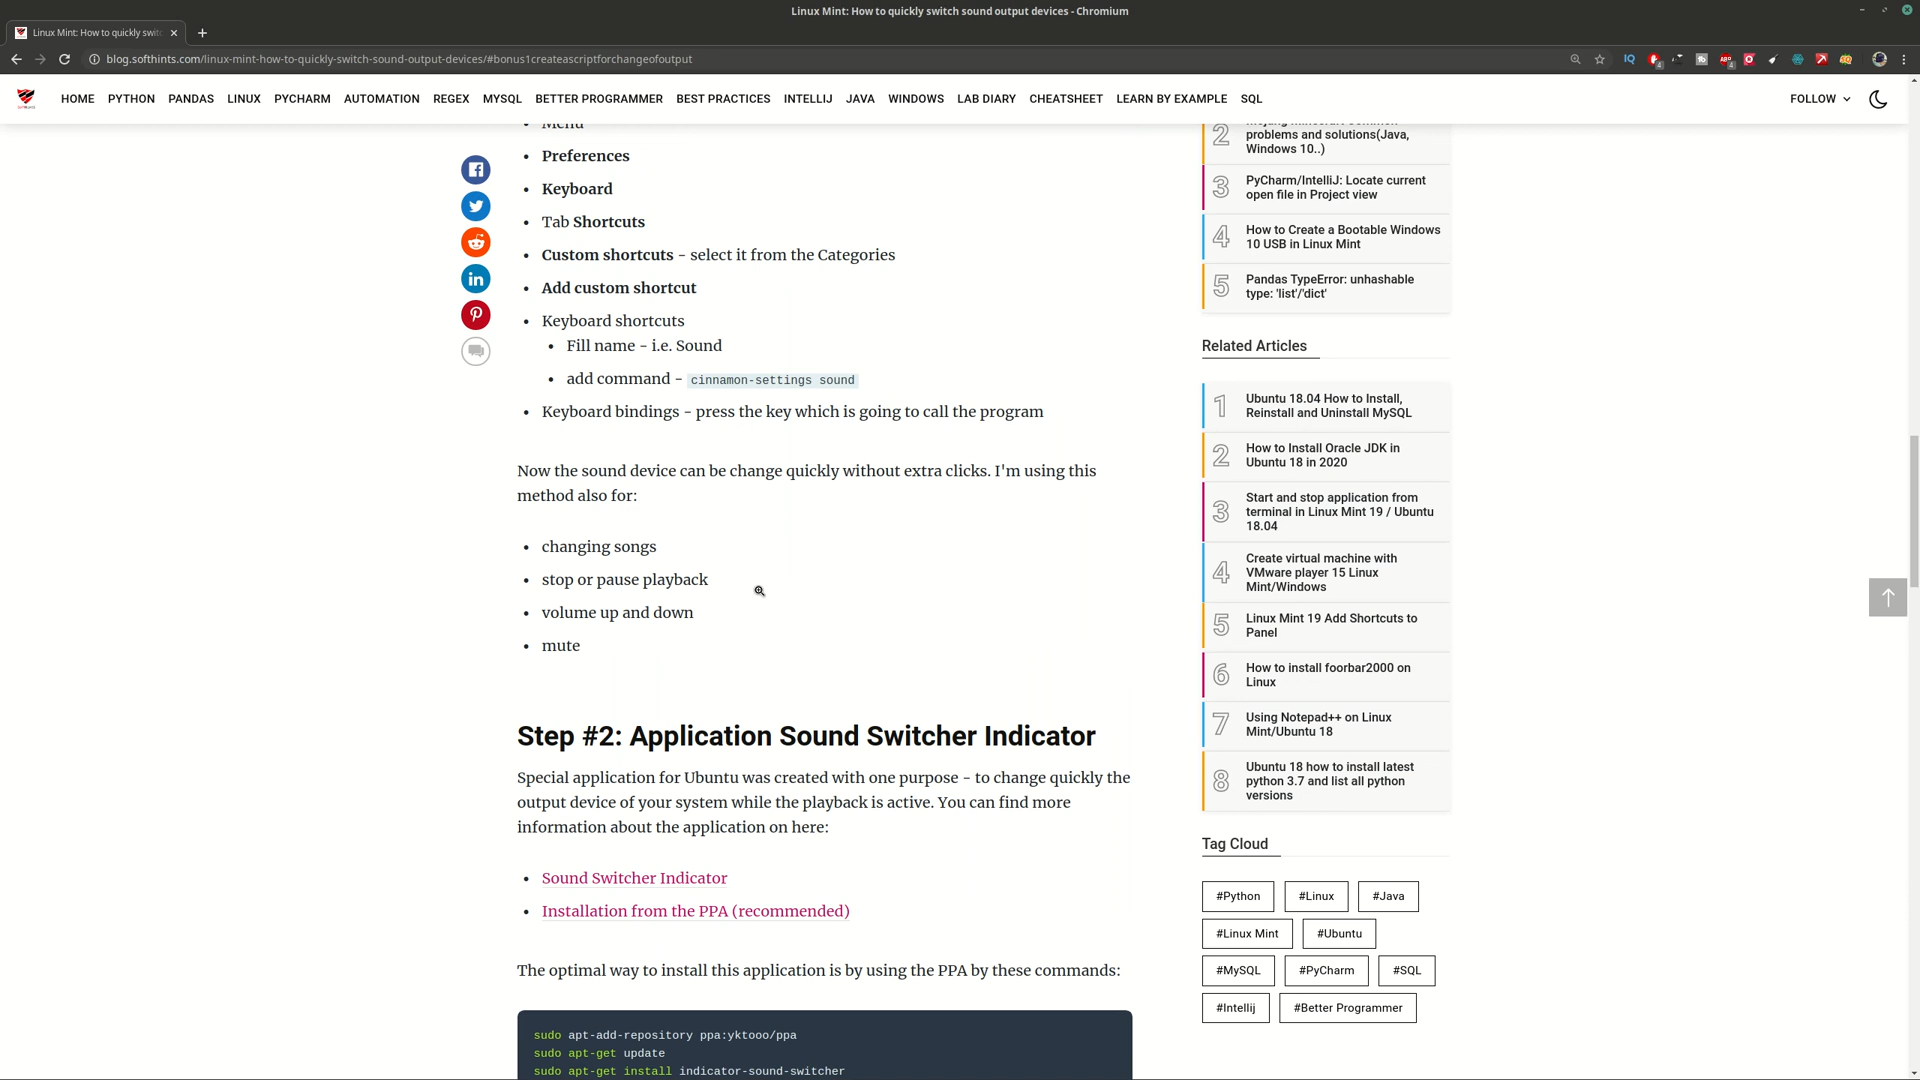 Linux Mint: How to quickly switch sound output devices - Chromium
Linux Mint: How to quickly swit
blog.softhints.com/linux-mint-how-to-quickly-switch-sound-output-devices/#bonus1createascriptforchangeofoutput
HOME PYTHON PANDAS LINUX PYCHARM AUTOMATION REGEX MYSQL BETTER PROGRAMMER BEST PRACTICES INTELLIJ JAVA WINDOWS LAB DIARY CHEATSHEET LEARN BY EXAMPLE SQL FOLLOW
Menu
Preferences
Keyboard
Tab Shortcuts
Custom shortcuts - select it from the Categories
Add custom shortcut
Keyboard shortcuts
Fill name - i.e. Sound
add command - cinnamon-settings sound
Keyboard bindings - press the key which is going to call the program
Now the sound device can be change quickly without extra clicks. I'm using this
method also for:
changing songs
stop or pause playback
volume up and down
mute
Step #2: Application Sound Switcher Indicator
Special application for Ubuntu was created with one purpose - to change quickly the
output device of your system while the playback is active. You can find more
information about the application on here:
Sound Switcher Indicator
Installation from the PPA (recommended)
The optimal way to install this application is by using the PPA by these commands:
sudo apt-add-repository ppa:yktooo/ppa
sudo apt-get update
sudo apt-get install indicator-sound-switcher
2
problems and solutions(Java,
Windows 10..)
3
PyCharm/IntelliJ: Locate current
open file in Project view
4
How to Create a Bootable Windows
10 USB in Linux Mint
5
Pandas TypeError: unhashable
type: 'list'/'dict'
Related Articles
1
Ubuntu 18.04 How to Install,
Reinstall and Uninstall MySQL
2
How to Install Oracle JDK in
Ubuntu 18 in 2020
3
Start and stop application from
terminal in Linux Mint 19 / Ubuntu
18.04
4
Create virtual machine with
VMware player 15 Linux
Mint/Windows
5
Linux Mint 19 Add Shortcuts to
Panel
6
How to install foorbar2000 on
Linux
7
Using Notepad++ on Linux
Mint/Ubuntu 18
8
Ubuntu 18 how to install latest
python 3.7 and list all python
versions
Tag Cloud
#Python #Linux #Java
#Linux Mint #Ubuntu
#MySQL #PyCharm #SQL
#Intellij #Better Programmer